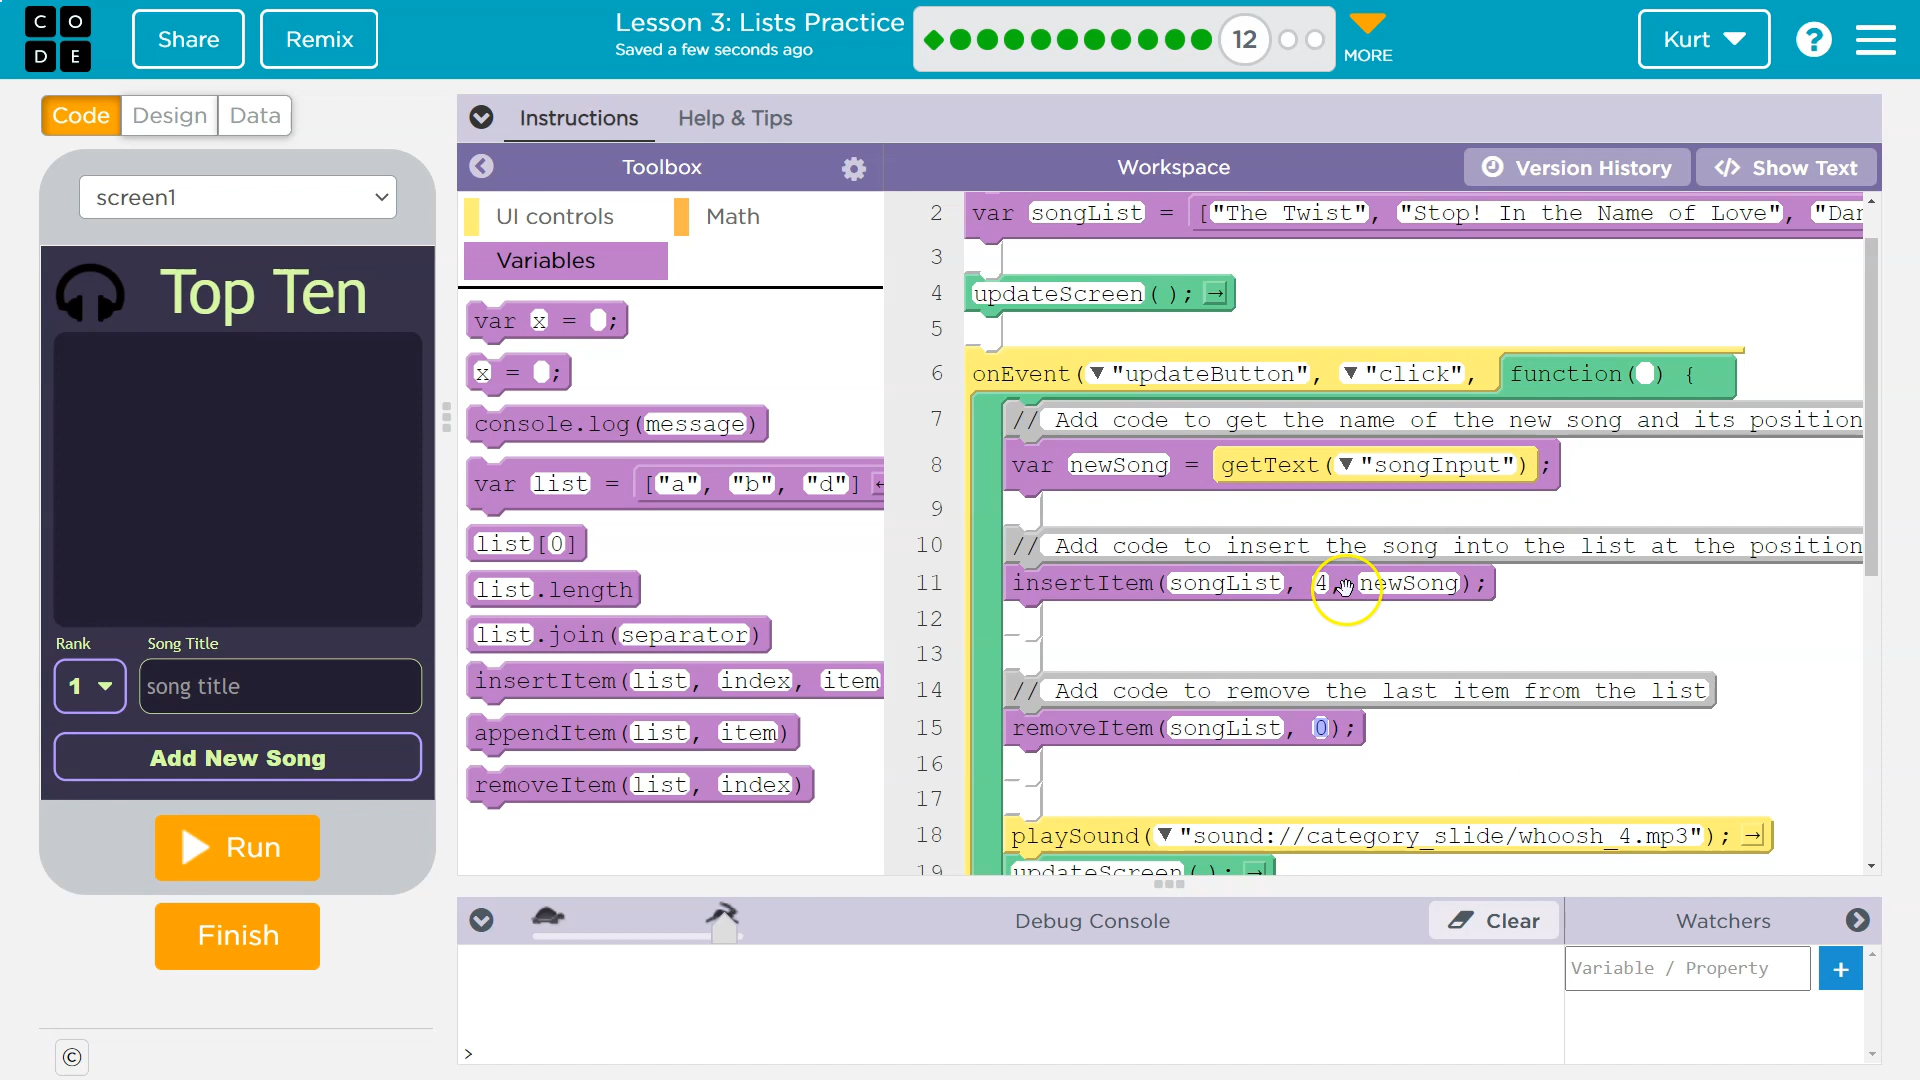 CODE
Share
Remix
Lesson 3: Lists Practice
Saved a few seconds ago
12
MORE
Kurt
?
Code
Design
Data
screen1
Top Ten
Rank
Song Title
1
song title
Add New Song
Run
Finish
©
Instructions
Help & Tips
Toolbox
Workspace
Version History
</> Show Text
UI controls
Math
Variables
var x = ;
x = ;
console.log(message)
var list = ["a", "b", "d"]
list[0]
list.length
list.join(separator)
insertItem(list, index, item
appendItem(list, item)
removeItem(list, index)
2 var songList = ["The Twist", "Stop! In the Name of Love", "Dan
3
4 updateScreen();
5
6 onEvent("updateButton", "click", function() {
7 // Add code to get the name of the new song and its position
8 var newSong = getText("songInput");
9
10 // Add code to insert the song into the list at the position
11 insertItem(songList, 4, newSong);
12
13
14 // Add code to remove the last item from the list
15 removeItem(songList, 0);
16
17
18 playSound("sound://category_slide/whoosh_4.mp3");
19 updateScreen();
Debug Console
Clear
Watchers
Variable / Property
+
>